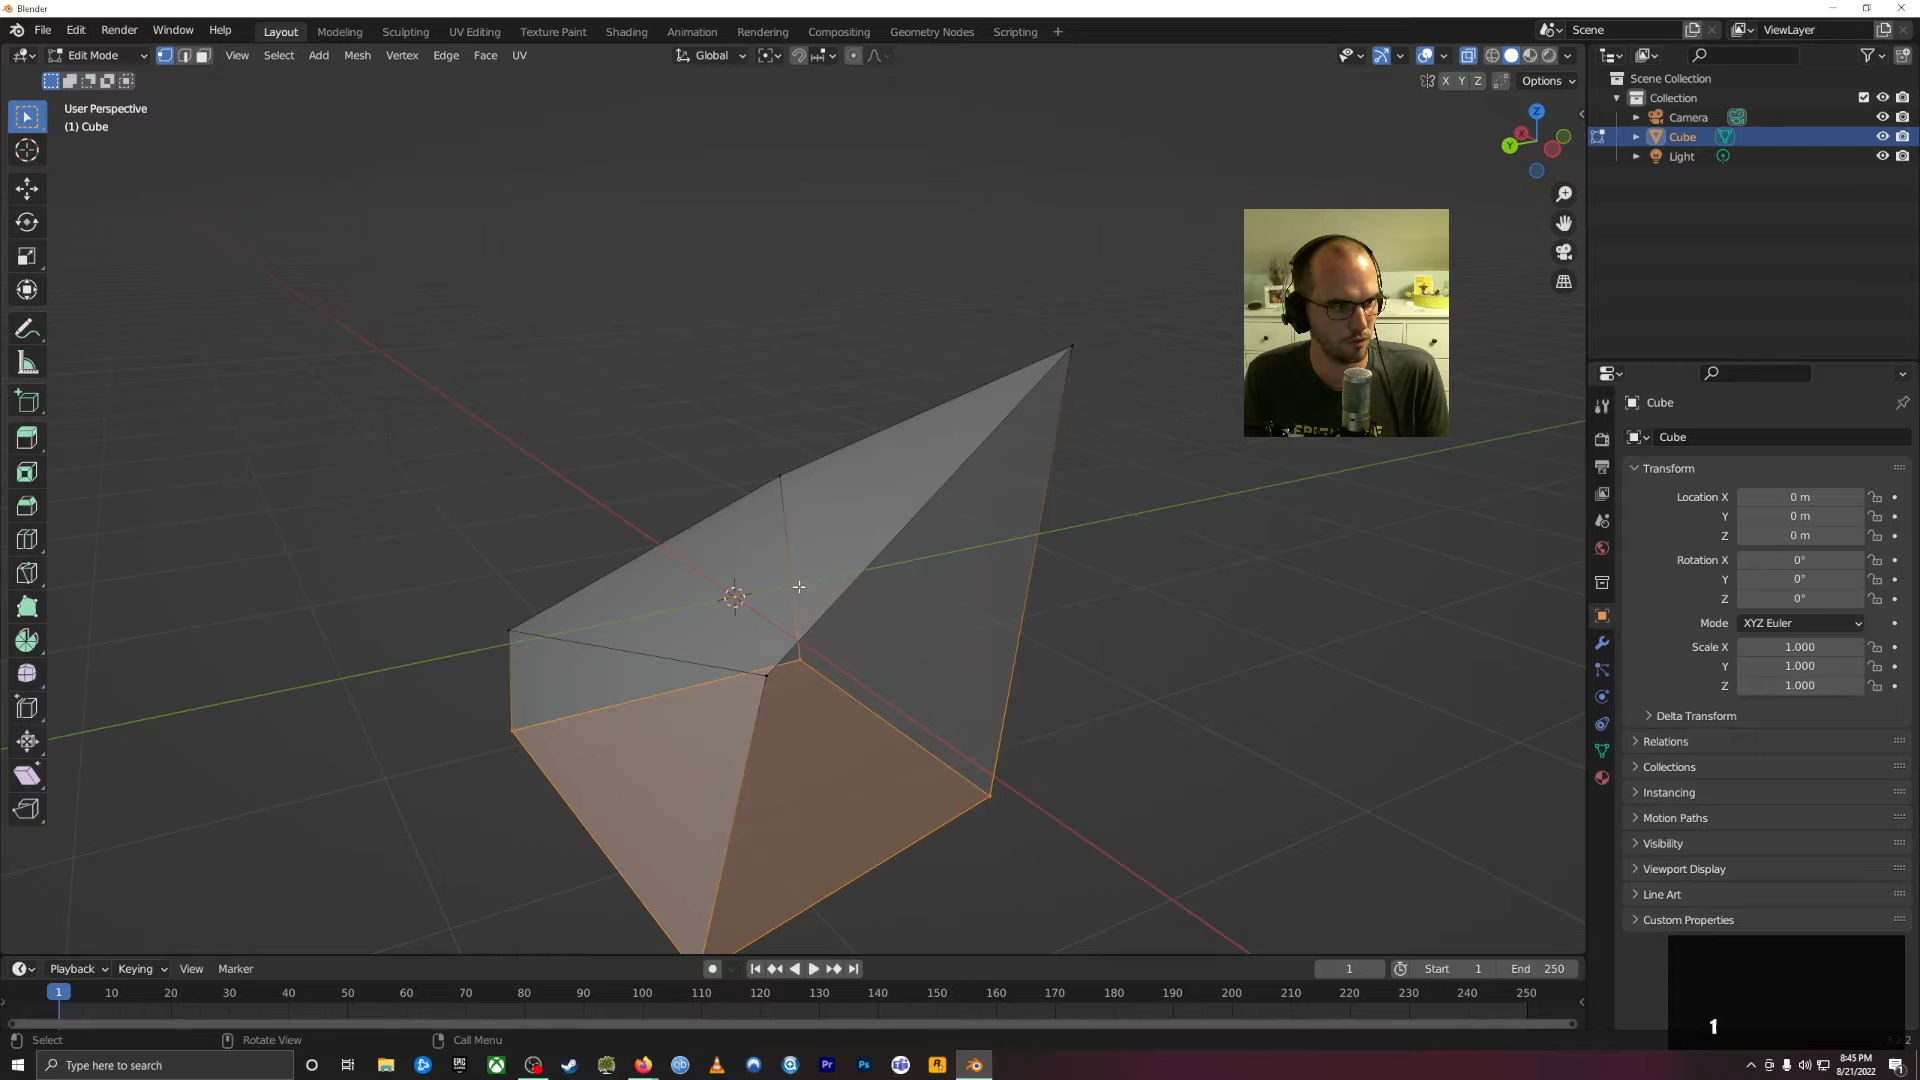 Blender
File Edit Render Window Help Layout Modeling Sculpting UV Editing Texture Paint Shading Animation Rendering Compositing Geometry Nodes Scripting + Scene ViewLayer
Edit Mode View Select Add Mesh Vertex Edge Face UV Global
X Y Z Options
User Perspective
(1) Cube
Z
X
Y
Scene Collection
Collection
Camera
Cube
Light
Cube
Cube
Transform
Location X 0 m
Y 0 m
Z 0 m
Rotation X 0°
Y 0°
Z 0°
Mode XYZ Euler
Scale X 1.000
Y 1.000
Z 1.000
Delta Transform
Relations
Collections
Instancing
Motion Paths
Visibility
Viewport Display
Line Art
Custom Properties
Playback Keying View Marker 1 Start 1 End 250
1 10 20 30 40 50 60 70 80 90 100 110 120 130 140 150 160 170 180 190 200 210 220 230 240 250
1
Select Rotate View Call Menu
Type here to search
EPIC GAMES
qb
Pr
Ps
R
8:45 PM
8/21/2022
1